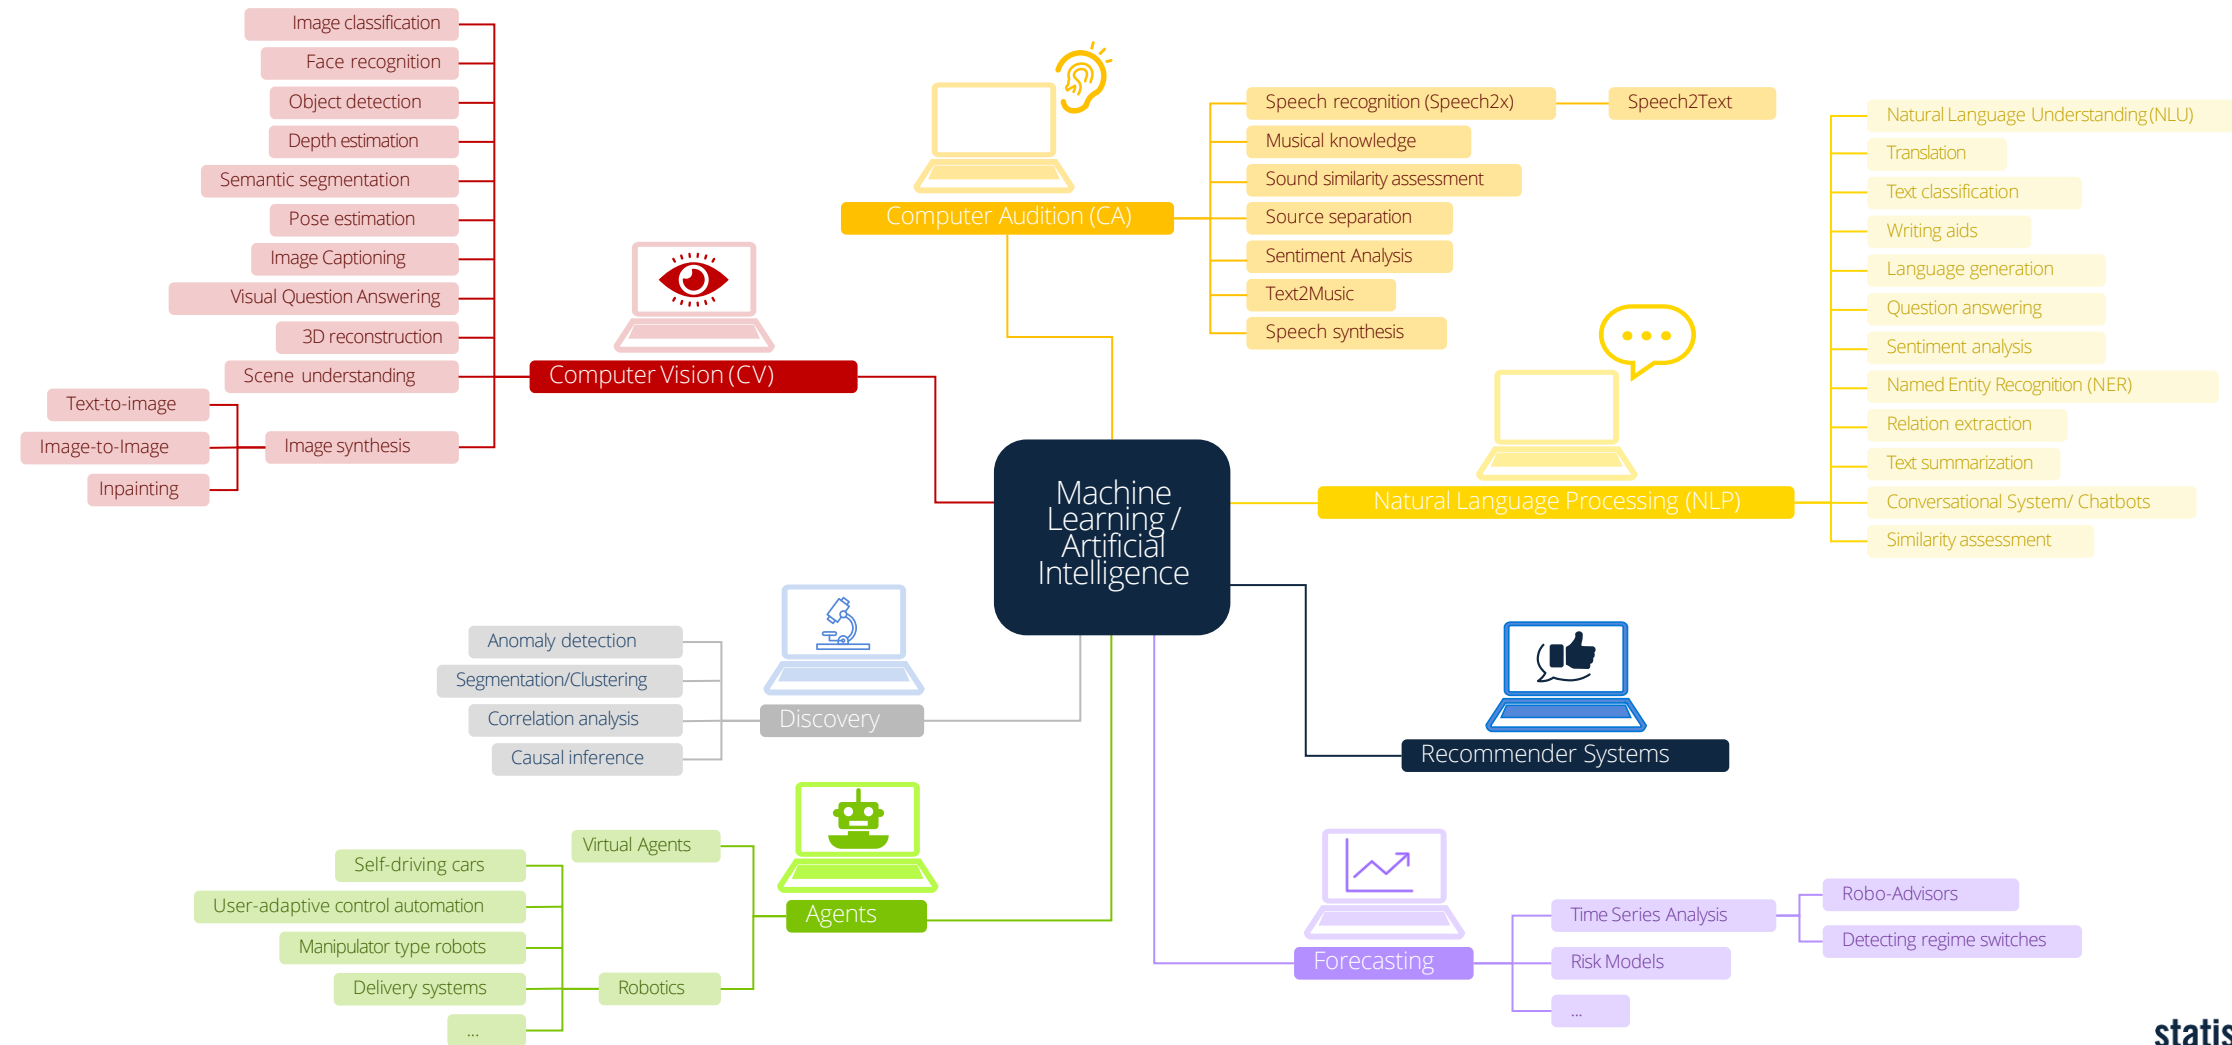 Image classification
Face recognition
Object detection
Depth estimation
Semantic segmentation
Pose estimation
Image Captioning
Visual Question Answering
3D reconstruction
Scene understanding
Image synthesis
Text-to-image
Image-to-Image
Inpainting
Computer Vision (CV)
Computer Audition (CA)
Speech recognition (Speech2x)
Speech2Text
Musical knowledge
Sound similarity assessment
Source separation
Sentiment Analysis
Text2Music
Speech synthesis
Natural Language Processing (NLP)
Natural Language Understanding (NLU)
Translation
Text classification
Writing aids
Language generation
Question answering
Sentiment analysis
Named Entity Recognition (NER)
Relation extraction
Text summarization
Conversational System/ Chatbots
Similarity assessment
Machine
Learning /
Artificial
Intelligence
Anomaly detection
Segmentation/Clustering
Correlation analysis
Causal inference
Discovery
Recommender Systems
Agents
Virtual Agents
Robotics
Self-driving cars
User-adaptive control automation
Manipulator type robots
Delivery systems
...
Forecasting
Time Series Analysis
Robo-Advisors
Detecting regime switches
Risk Models
...
statis